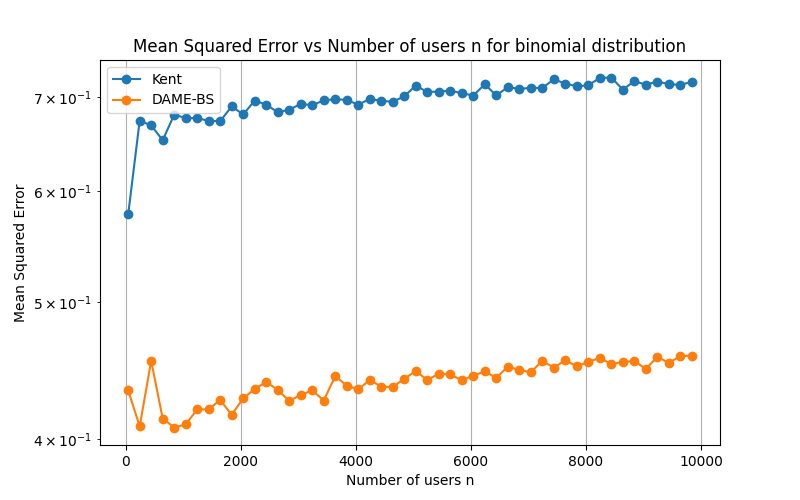 Mean Squared Error vs Number of users n for binomial distribution
Kent
DAME-BS
7 × 10⁻¹
6 × 10⁻¹
5 × 10⁻¹
4 × 10⁻¹
Mean Squared Error
0 2000 4000 6000 8000 10000
Number of users n